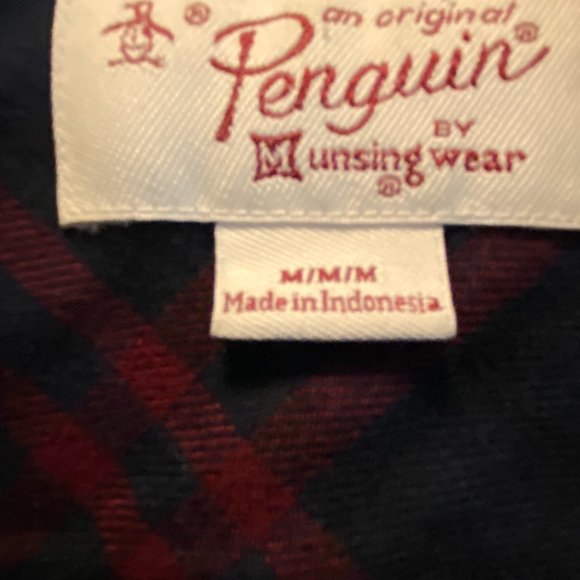 ®
an original
Penguin®
BY
Munsingwear
®
M/M/M
Made in Indonesia